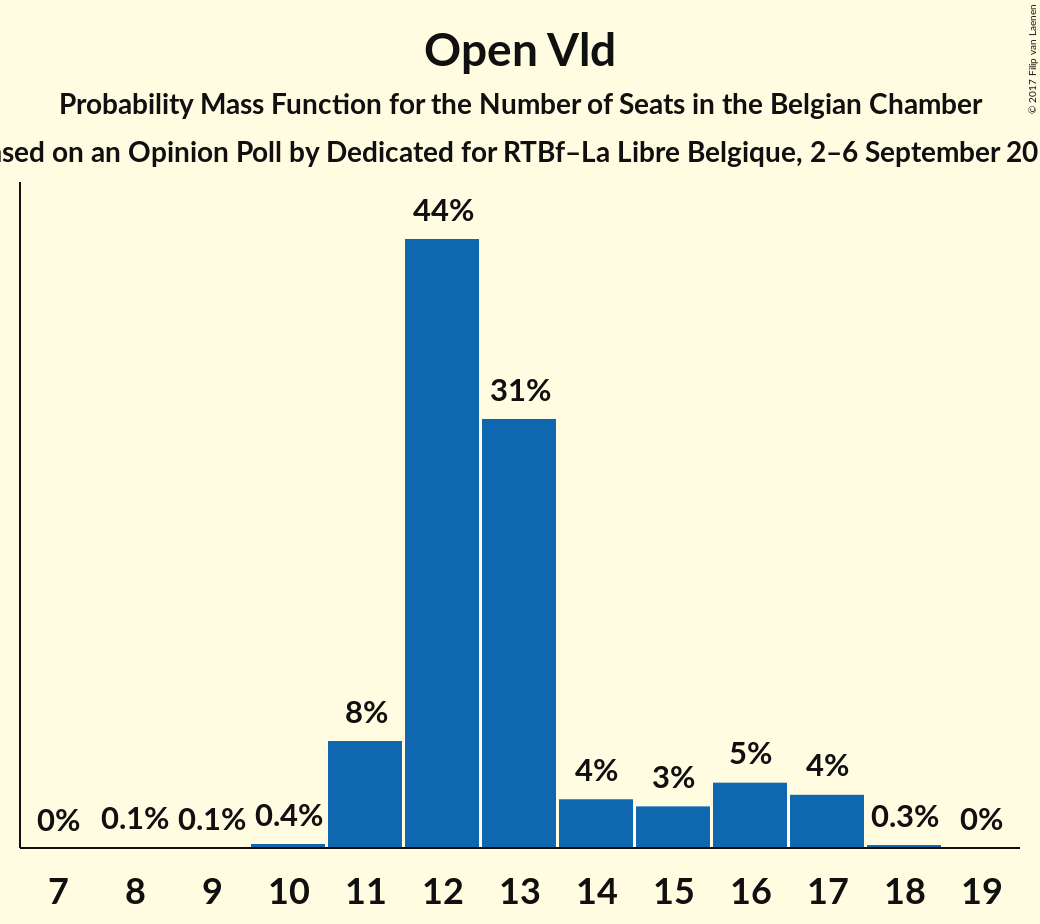 Open Vld
Probability Mass Function for the Number of Seats in the Belgian Chamber
on an Opinion Poll by Dedicated for RTBf–La Libre Belgique, 2–6 September
© 2017 Filip van Laenen
44%
31%
8%
4%
3%
5%
4%
0%
0.1%
0.1%
0.4%
0.3%
0%
7 8 9 10 11 12 13 14 15 16 17 18 19